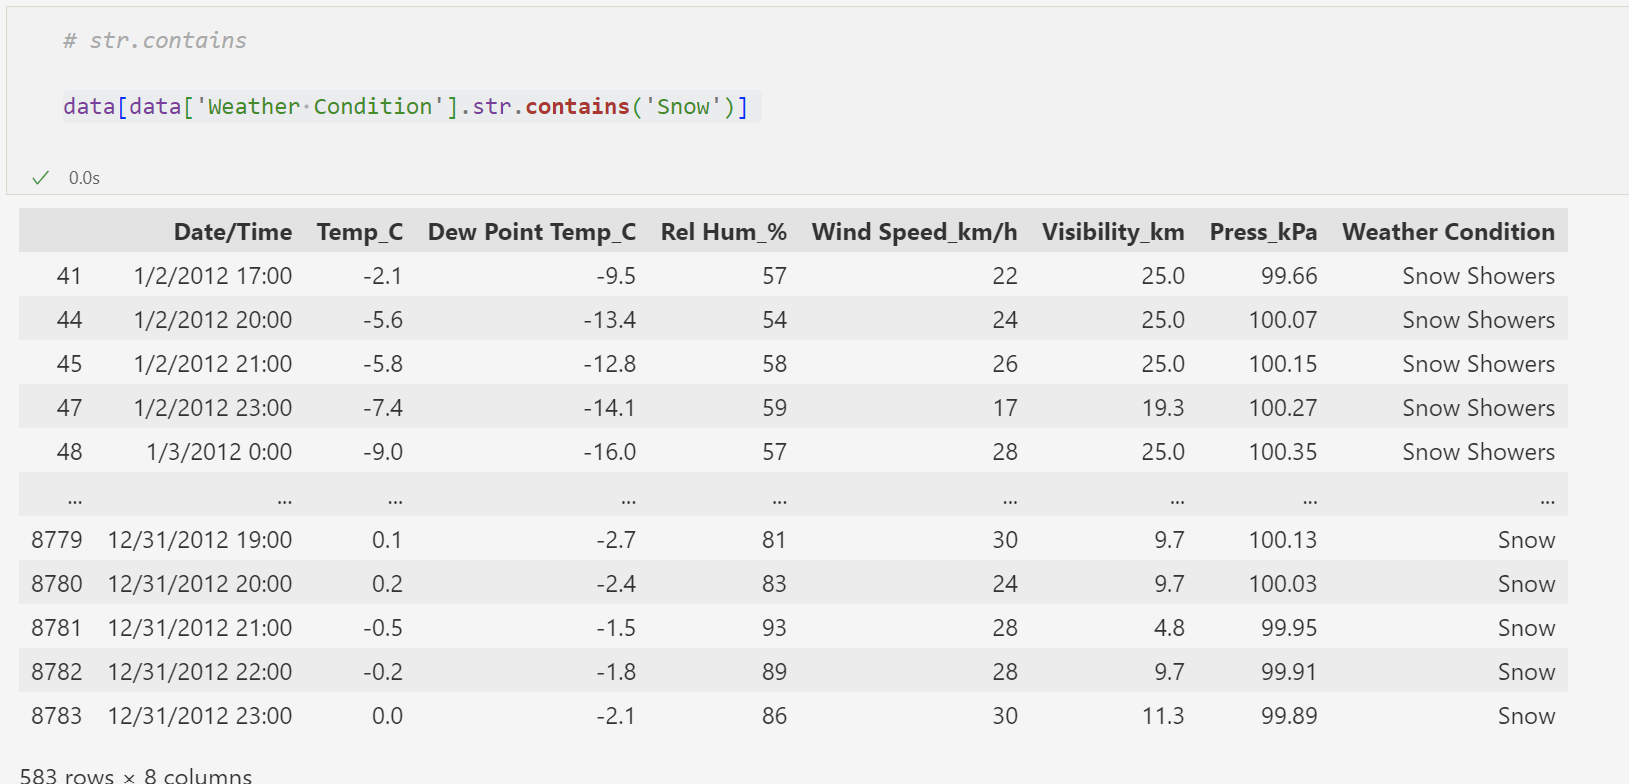 # str.contains
data[data['Weather Condition'].str.contains('Snow')]
0.0s
Date/Time Temp_C Dew Point Temp_C Rel Hum_% Wind Speed_km/h Visibility_km Press_kPa Weather Condition
41 1/2/2012 17:00 -2.1 -9.5 57 22 25.0 99.66 Snow Showers
44 1/2/2012 20:00 -5.6 -13.4 54 24 25.0 100.07 Snow Showers
45 1/2/2012 21:00 -5.8 -12.8 58 26 25.0 100.15 Snow Showers
47 1/2/2012 23:00 -7.4 -14.1 59 17 19.3 100.27 Snow Showers
48 1/3/2012 0:00 -9.0 -16.0 57 28 25.0 100.35 Snow Showers
... ... ... ... ... ... ... ... ...
8779 12/31/2012 19:00 0.1 -2.7 81 30 9.7 100.13 Snow
8780 12/31/2012 20:00 0.2 -2.4 83 24 9.7 100.03 Snow
8781 12/31/2012 21:00 -0.5 -1.5 93 28 4.8 99.95 Snow
8782 12/31/2012 22:00 -0.2 -1.8 89 28 9.7 99.91 Snow
8783 12/31/2012 23:00 0.0 -2.1 86 30 11.3 99.89 Snow
583 rows × 8 columns